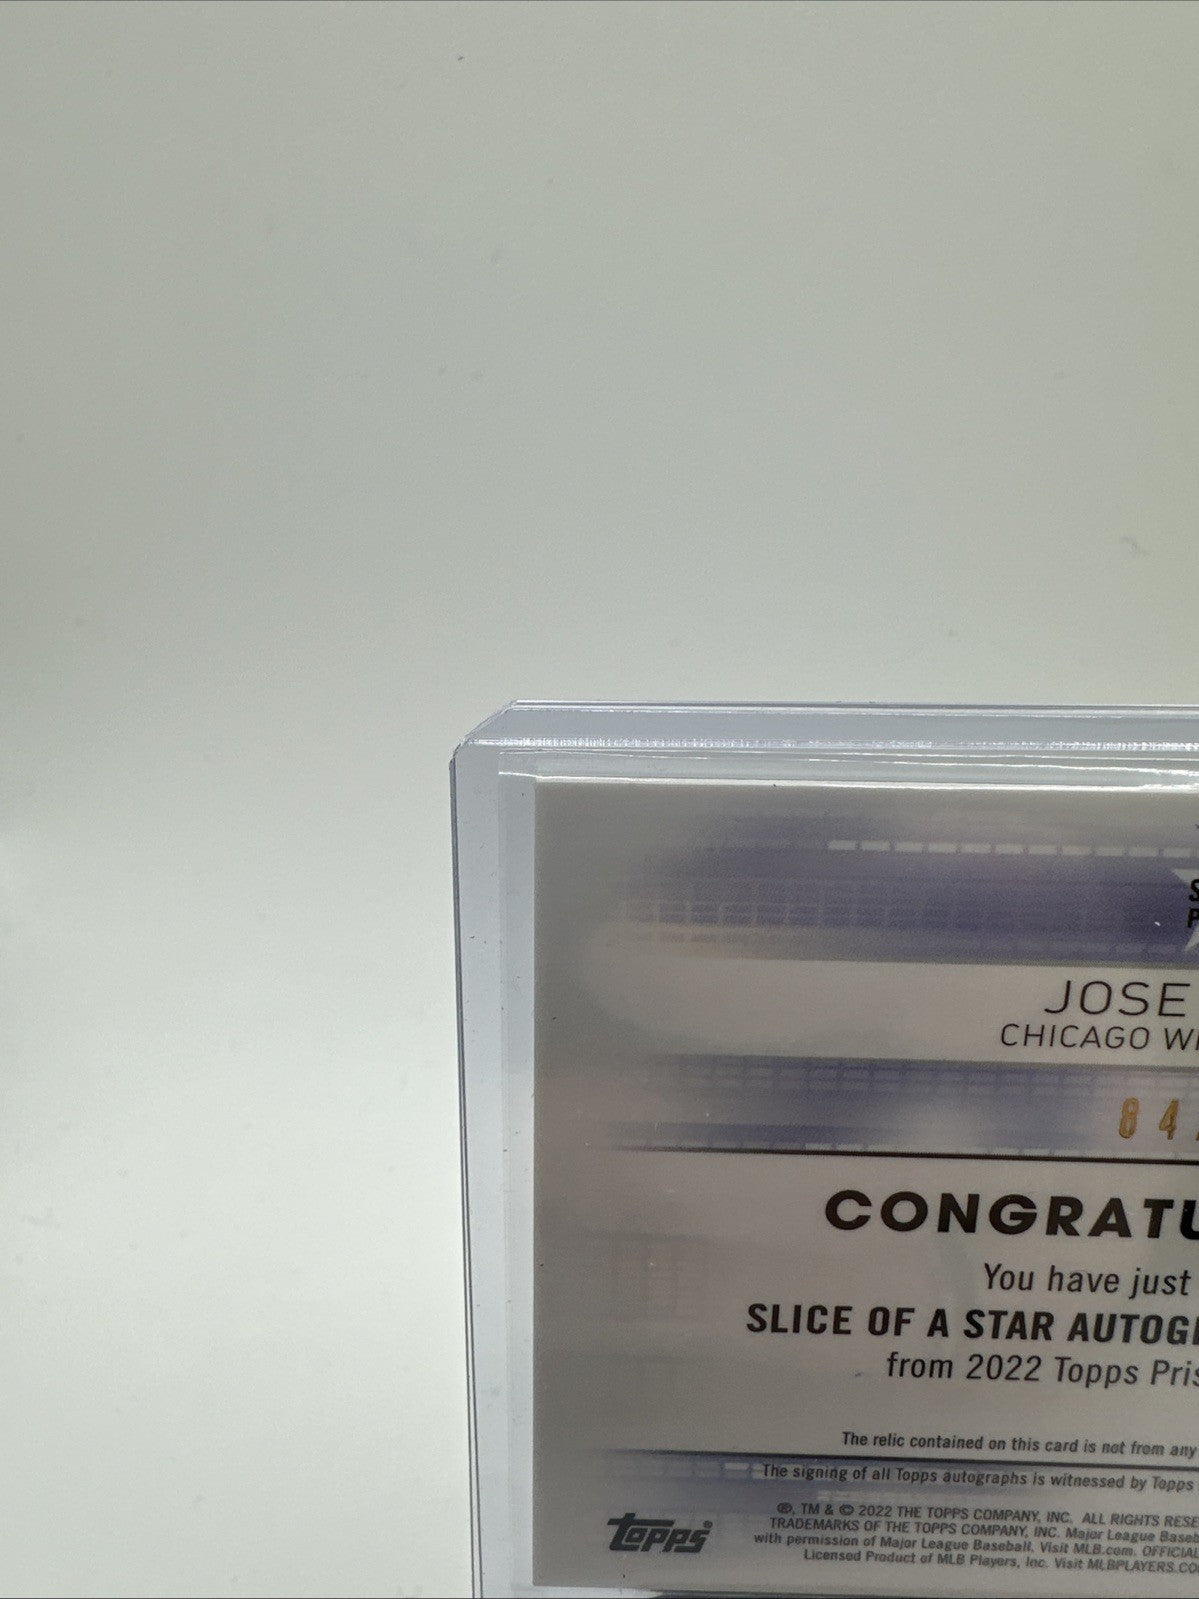 S
P
JOSE
CHICAGO W
84
CONGRATU
You have just
SLICE OF A STAR AUTOG
from 2022 Topps Pris
The relic contained on this card is not from any
The signing of all Topps autographs is witnessed by Topps
®, TM & © 2022 THE TOPPS COMPANY, INC. ALL RIGHTS RESE
TRADEMARKS OF THE TOPPS COMPANY, INC. Major League Baseb
with permission of Major League Baseball. Visit MLB.com. OFFICIAL
Licensed Product of MLB Players, Inc. Visit MLBPLAYERS.CO
Topps®